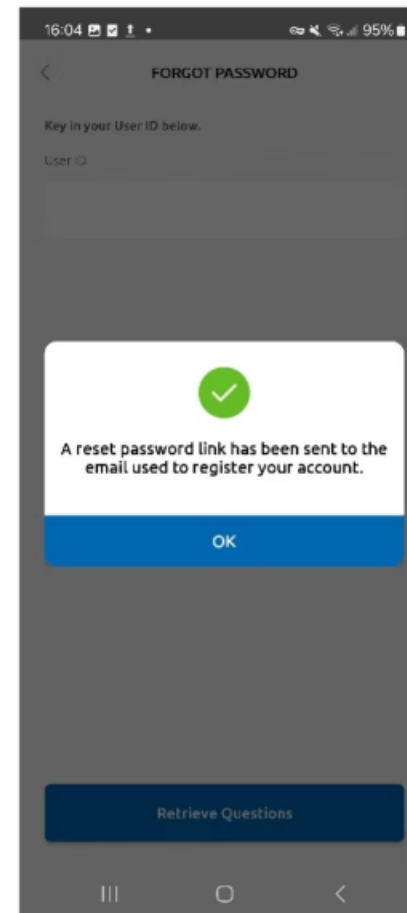 16:04 95%
FORGOT PASSWORD
Key in your User ID below.
User ID
A reset password link has been sent to the
email used to register your account.
OK
Retrieve Questions